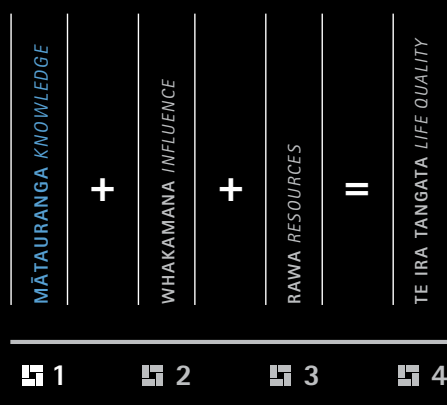 MĀTAURANGA KNOWLEDGE
+
WHAKAMANA INFLUENCE
+
RAWA RESOURCES
=
TE IRA TANGATA LIFE QUALITY
1
2
3
4